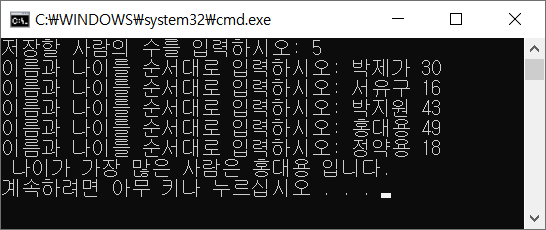 C:₩WINDOWS₩system32₩cmd.exe
저장할 사람의 수를 입력하시오: 5
이름과 나이를 순서대로 입력하시오: 박제가 30
이름과 나이를 순서대로 입력하시오: 서유구 16
이름과 나이를 순서대로 입력하시오: 박지원 43
이름과 나이를 순서대로 입력하시오: 홍대용 49
이름과 나이를 순서대로 입력하시오: 정약용 18
나이가 가장 많은 사람은 홍대용 입니다.
계속하려면 아무 키나 누르십시오 . . .